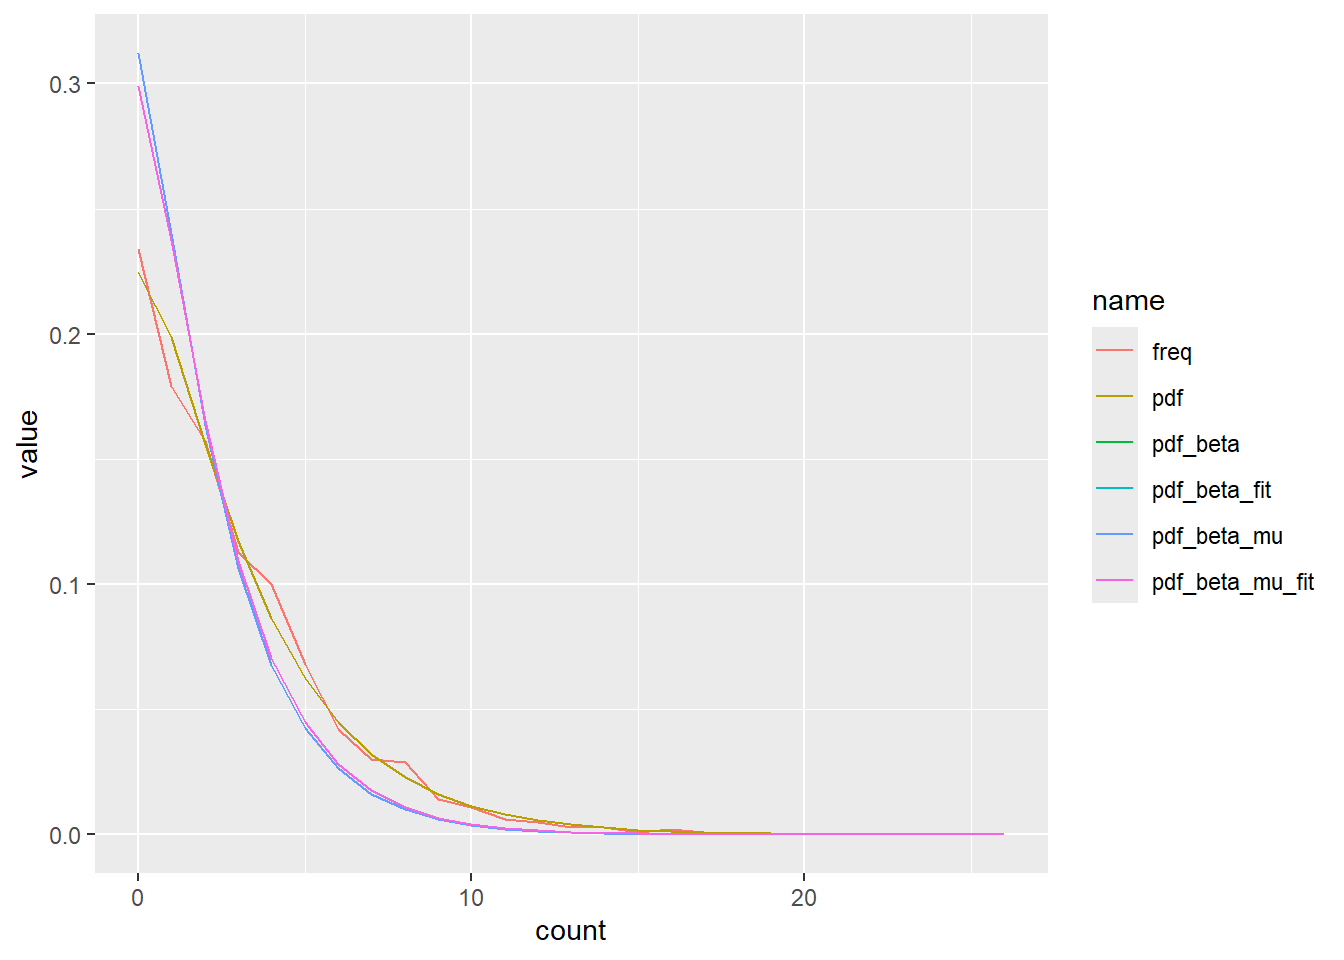 0.3
0.2
0.1
0.0
value
0
10
20
count
name
freq
pdf
pdf_beta
pdf_beta_fit
pdf_beta_mu
pdf_beta_mu_fit